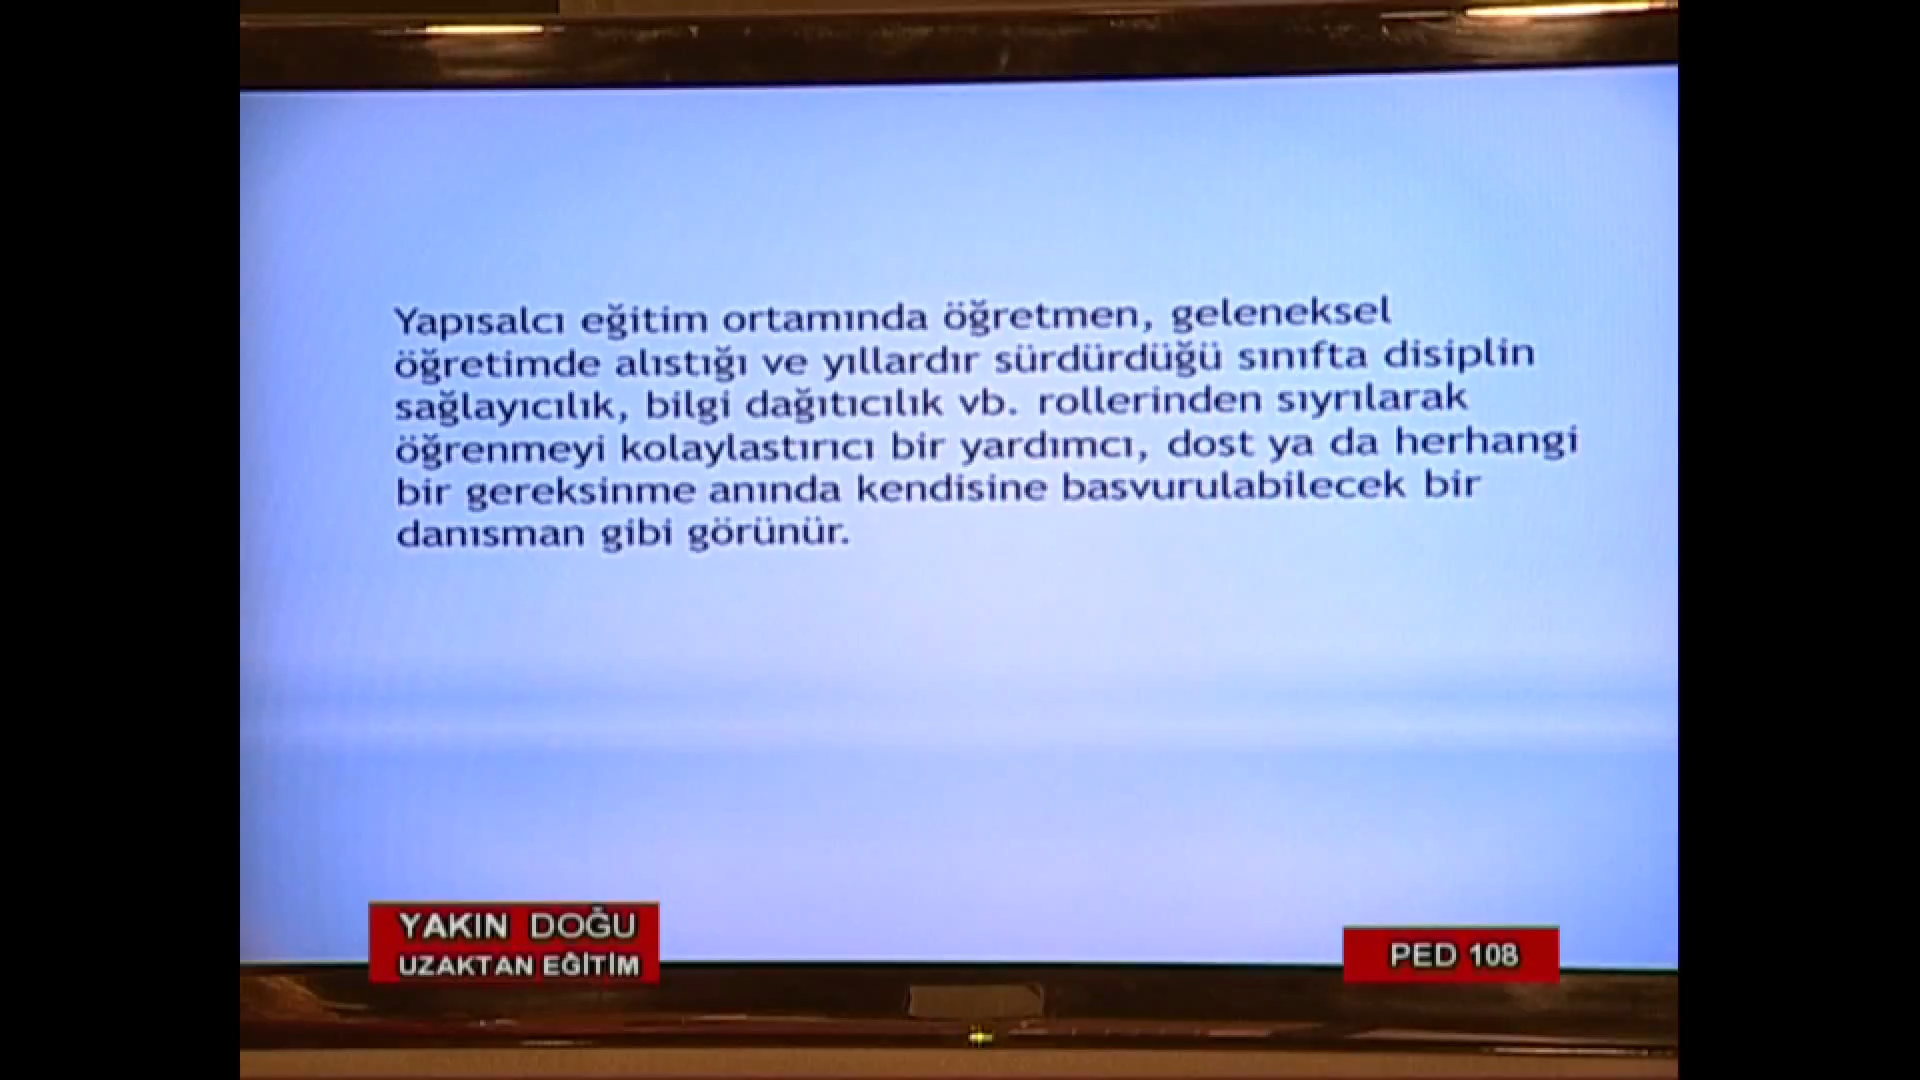 Yapısalcı eğitim ortamında öğretmen, geleneksel
öğretimde alıstığı ve yıllardır sürdürdüğü sınıfta disiplin
sağlayıcılık, bilgi dağıtıcılık vb. rollerinden sıyrılarak
öğrenmeyi kolaylastırıcı bir yardımcı, dost ya da herhangi
bir gereksinme anında kendisine basvurulabilecek bir
danısman gibi görünür.
YAKIN DOĞU
UZAKTAN EĞİTİM
PED 108